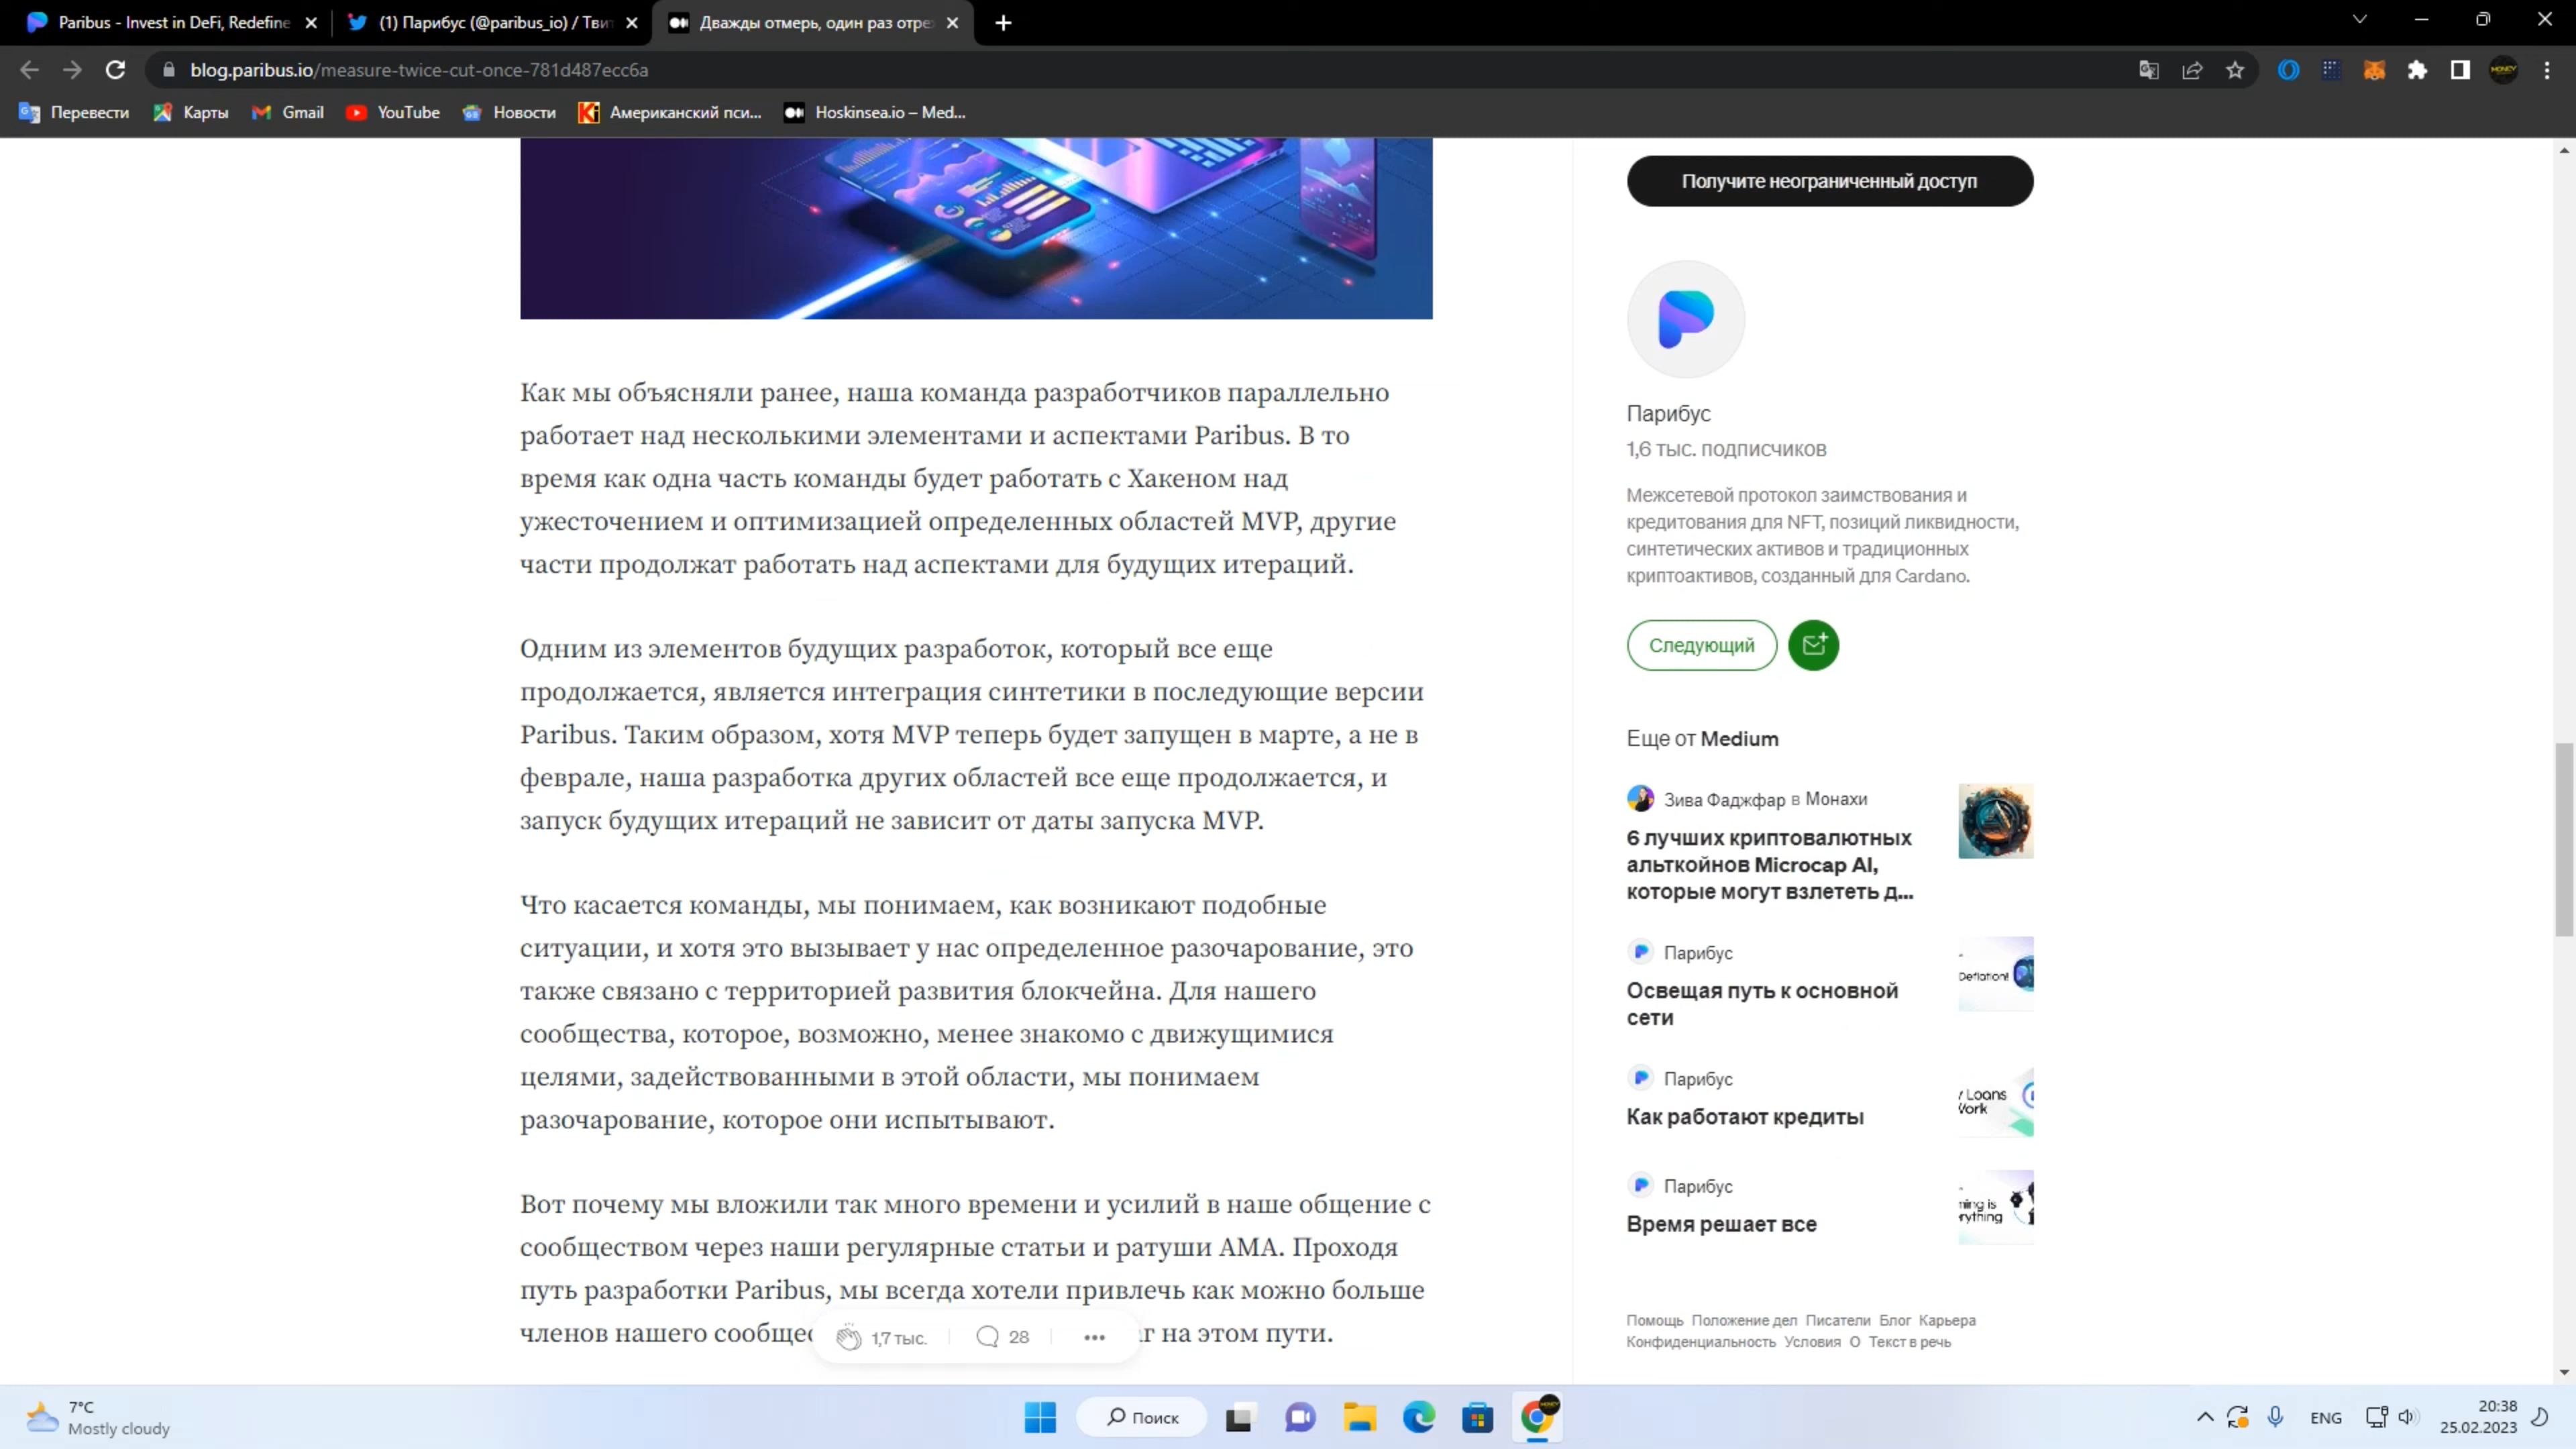 Paribus - Invest in DeFi, Redefine
(1) Парибус (@paribus_io) / Тви
Дважды отмерь, один раз отре
blog.paribus.io/measure-twice-cut-once-781d487ecc6a
Перевести
Карты
Gmail
YouTube
Новости
Американский пси...
Hoskinsea.io – Med...
Как мы объясняли ранее, наша команда разработчиков параллельно
работает над несколькими элементами и аспектами Paribus. В то
время как одна часть команды будет работать с Хакеном над
ужесточением и оптимизацией определенных областей MVP, другие
части продолжат работать над аспектами для будущих итераций.
Одним из элементов будущих разработок, который все еще
продолжается, является интеграция синтетики в последующие версии
Paribus. Таким образом, хотя MVP теперь будет запущен в марте, а не в
феврале, наша разработка других областей все еще продолжается, и
запуск будущих итераций не зависит от даты запуска MVP.
Что касается команды, мы понимаем, как возникают подобные
ситуации, и хотя это вызывает у нас определенное разочарование, это
также связано с территорией развития блокчейна. Для нашего
сообщества, которое, возможно, менее знакомо с движущимися
целями, задействованными в этой области, мы понимаем
разочарование, которое они испытывают.
Вот почему мы вложили так много времени и усилий в наше общение с
сообществом через наши регулярные статьи и ратуши AMA. Проходя
путь разработки Paribus, мы всегда хотели привлечь как можно больше
членов нашего сообщес г на этом пути.
1,7 тыс.
28
Получите неограниченный доступ
Парибус
1,6 тыс. подписчиков
Межсетевой протокол заимствования и
кредитования для NFT, позиций ликвидности,
синтетических активов и традиционных
криптоактивов, созданный для Cardano.
Следующий
Еще от Medium
Зива Фаджфар в Монахи
6 лучших криптовалютных
альткойнов Microcap AI,
которые могут взлететь д...
Парибус
Освещая путь к основной
сети
Deflation!
Парибус
Как работают кредиты
y Loans
Work
Парибус
Время решает все
ming is
erything
Помощь Положение дел Писатели Блог Карьера
Конфиденциальность Условия О Текст в речь
7°C
Mostly cloudy
Поиск
ENG
20:38
25.02.2023